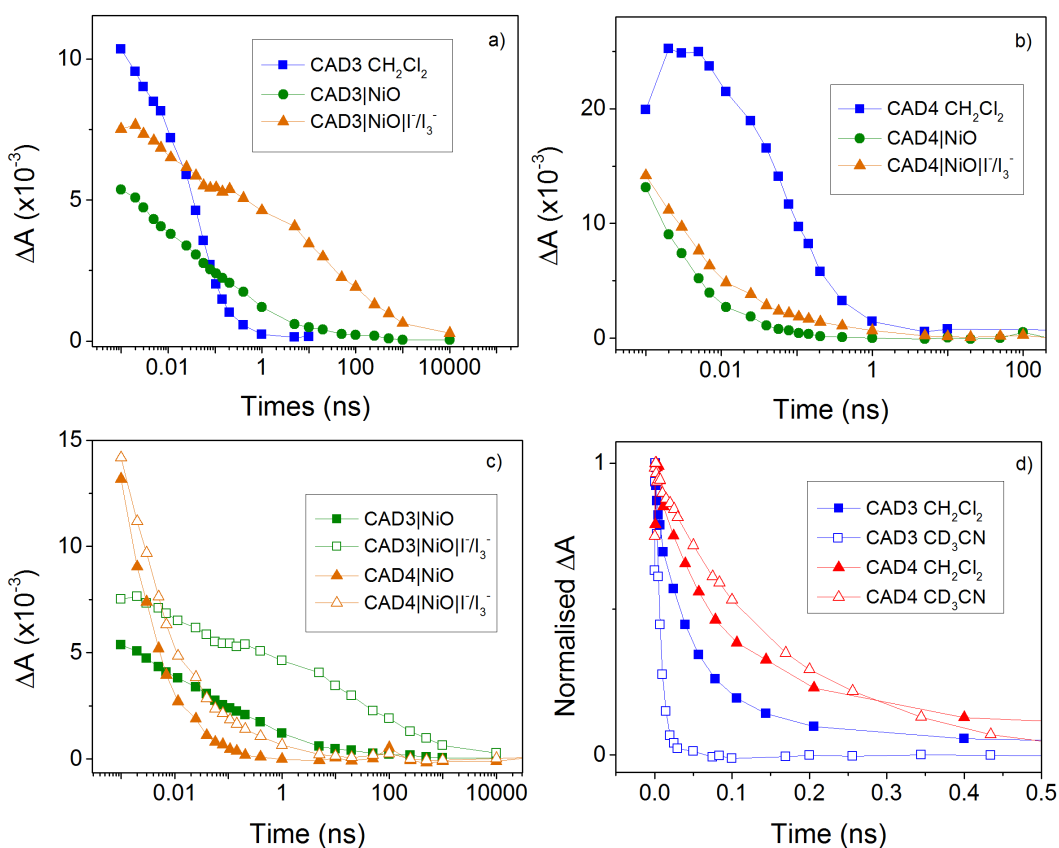 a)
10
5
0
ΔA (x10⁻³)
CAD3 CH₂Cl₂
CAD3|NiO
CAD3|NiO|I⁻/I₃⁻
0.01 1 100 10000
Times (ns)
b)
20
10
0
ΔA (x10⁻³)
CAD4 CH₂Cl₂
CAD4|NiO
CAD4|NiO|I⁻/I₃⁻
0.01 0.1 1 10 100
Time (ns)
c)
15
10
5
0
ΔA (x10⁻³)
CAD3|NiO
CAD3|NiO|I⁻/I₃⁻
CAD4|NiO
CAD4|NiO|I⁻/I₃⁻
0.01 1 100 10000
Time (ns)
d)
1
0
Normalised ΔA
CAD3 CH₂Cl₂
CAD3 CD₃CN
CAD4 CH₂Cl₂
CAD4 CD₃CN
0.0 0.1 0.2 0.3 0.4 0.5
Time (ns)